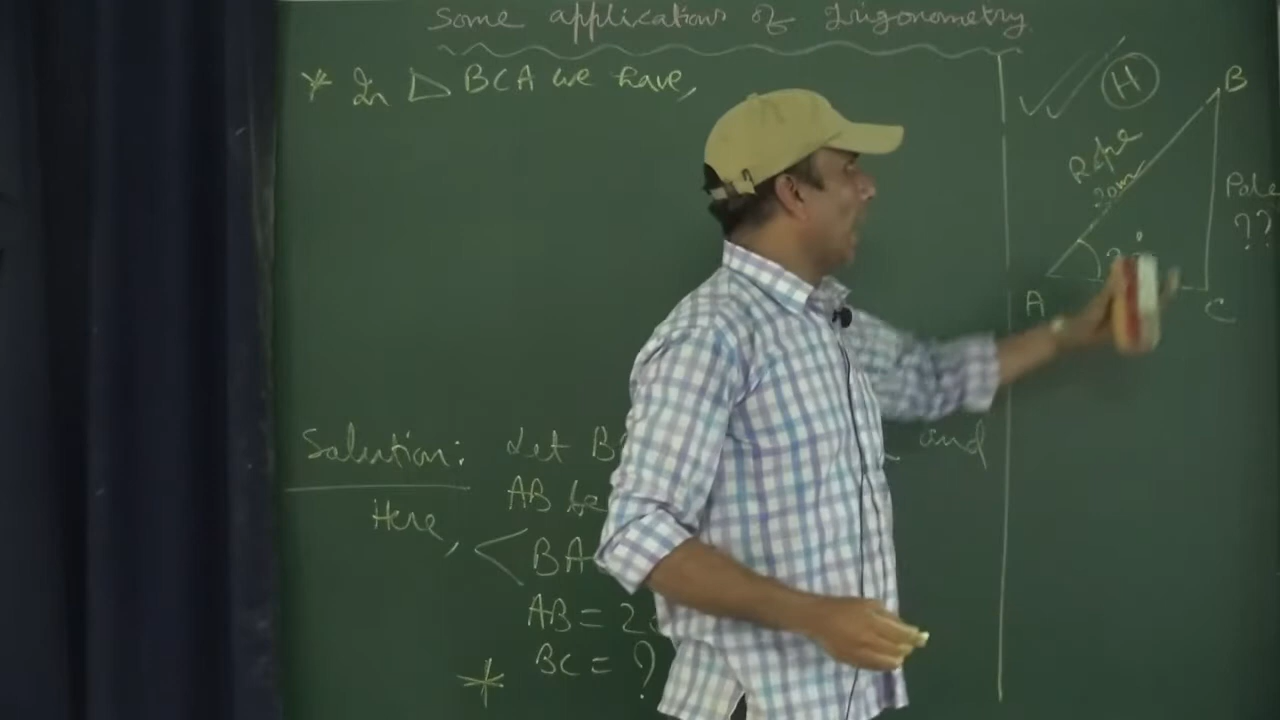 Some applications of trigonometry
* In △ BCA we have,
H
B
Rope
20m
Pole
??
A
C
Solution: Let B
and
AB be
Here, < BA
AB = 2
* BC = ?